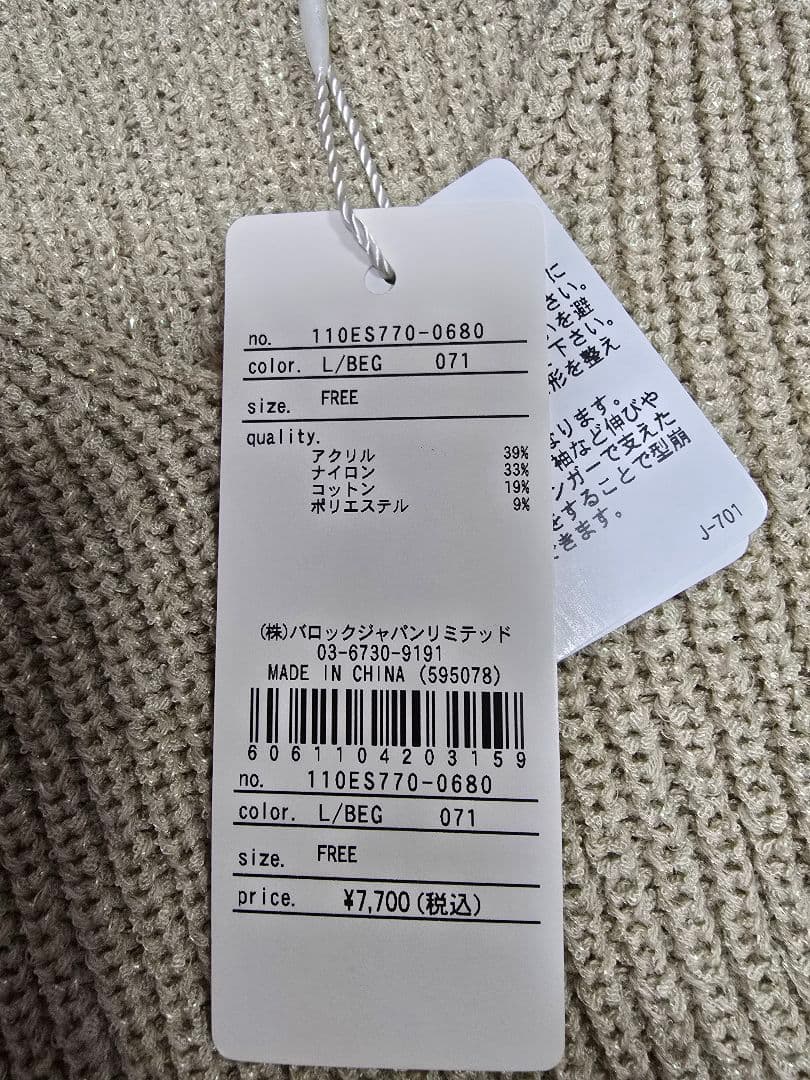 no. 110ES770-0680
color. L/BEG 071
size. FREE
quality.
アクリル 39%
ナイロン 33%
コットン 19%
ポリエステル 9%
(株)バロックジャパンリミテッド
03-6730-9191
MADE IN CHINA (595078)
6061104203159
no. 110ES770-0680
color. L/BEG 071
size. FREE
price. ¥7,700(税込)
に
さい。
いを避
下さい。
形を整え
なります。
袖など伸びや
ンガーで支えた
をすることで型崩
できます。
J-701